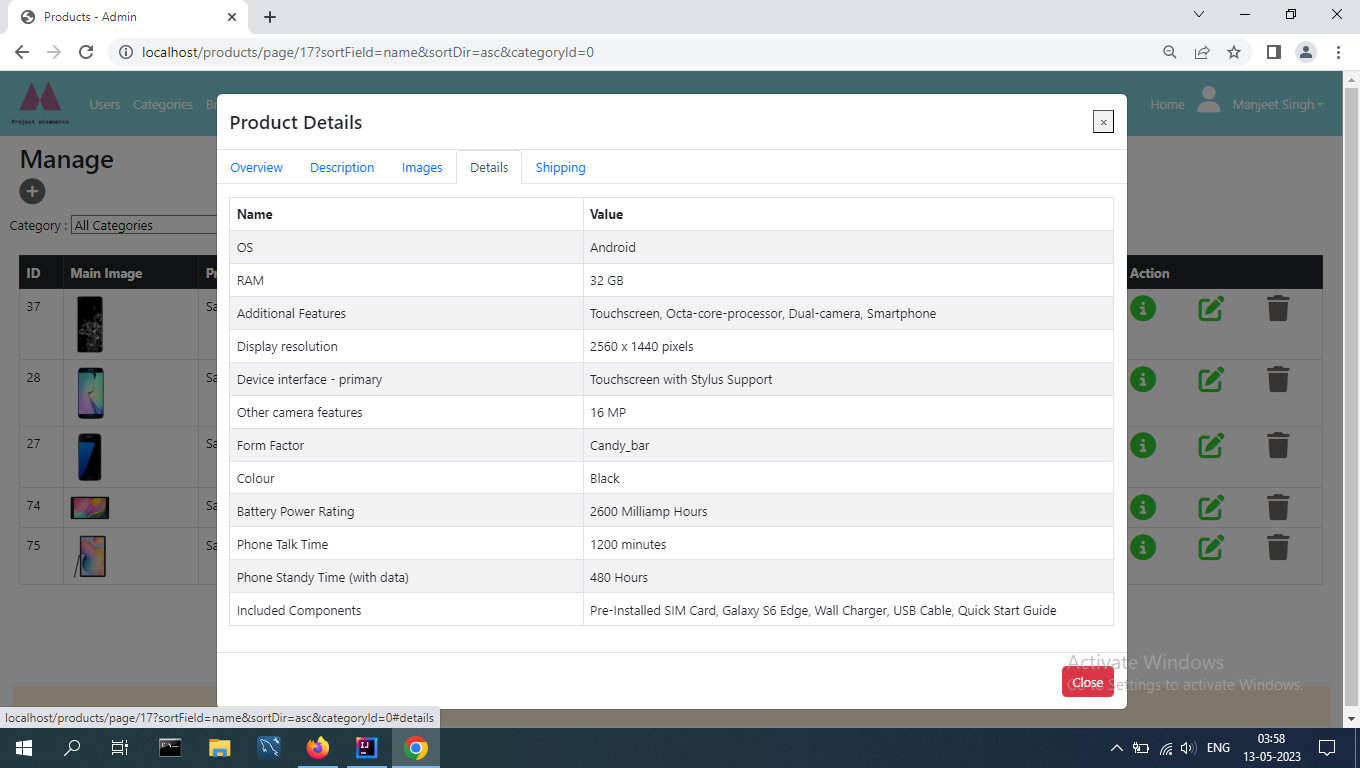 Products - Admin
localhost/products/page/17?sortField=name&sortDir=asc&categoryId=0
Project eCommerce
Users Categories Br
Home Manjeet Singh
Product Details
×
Manage
Overview Description Images Details Shipping
Category : All Categories
Name Value
OS Android
RAM 32 GB
Additional Features Touchscreen, Octa-core-processor, Dual-camera, Smartphone
Display resolution 2560 x 1440 pixels
Device interface - primary Touchscreen with Stylus Support
Other camera features 16 MP
Form Factor Candy_bar
Colour Black
Battery Power Rating 2600 Milliamp Hours
Phone Talk Time 1200 minutes
Phone Standy Time (with data) 480 Hours
Included Components Pre-Installed SIM Card, Galaxy S6 Edge, Wall Charger, USB Cable, Quick Start Guide
ID Main Image Pr Action
37 Sa
28 Sa
27 Sa
74 Sa
75 Sa
Close
Activate Windows
Go to Settings to activate Windows.
localhost/products/page/17?sortField=name&sortDir=asc&categoryId=0#details
ENG
03:58
13-05-2023